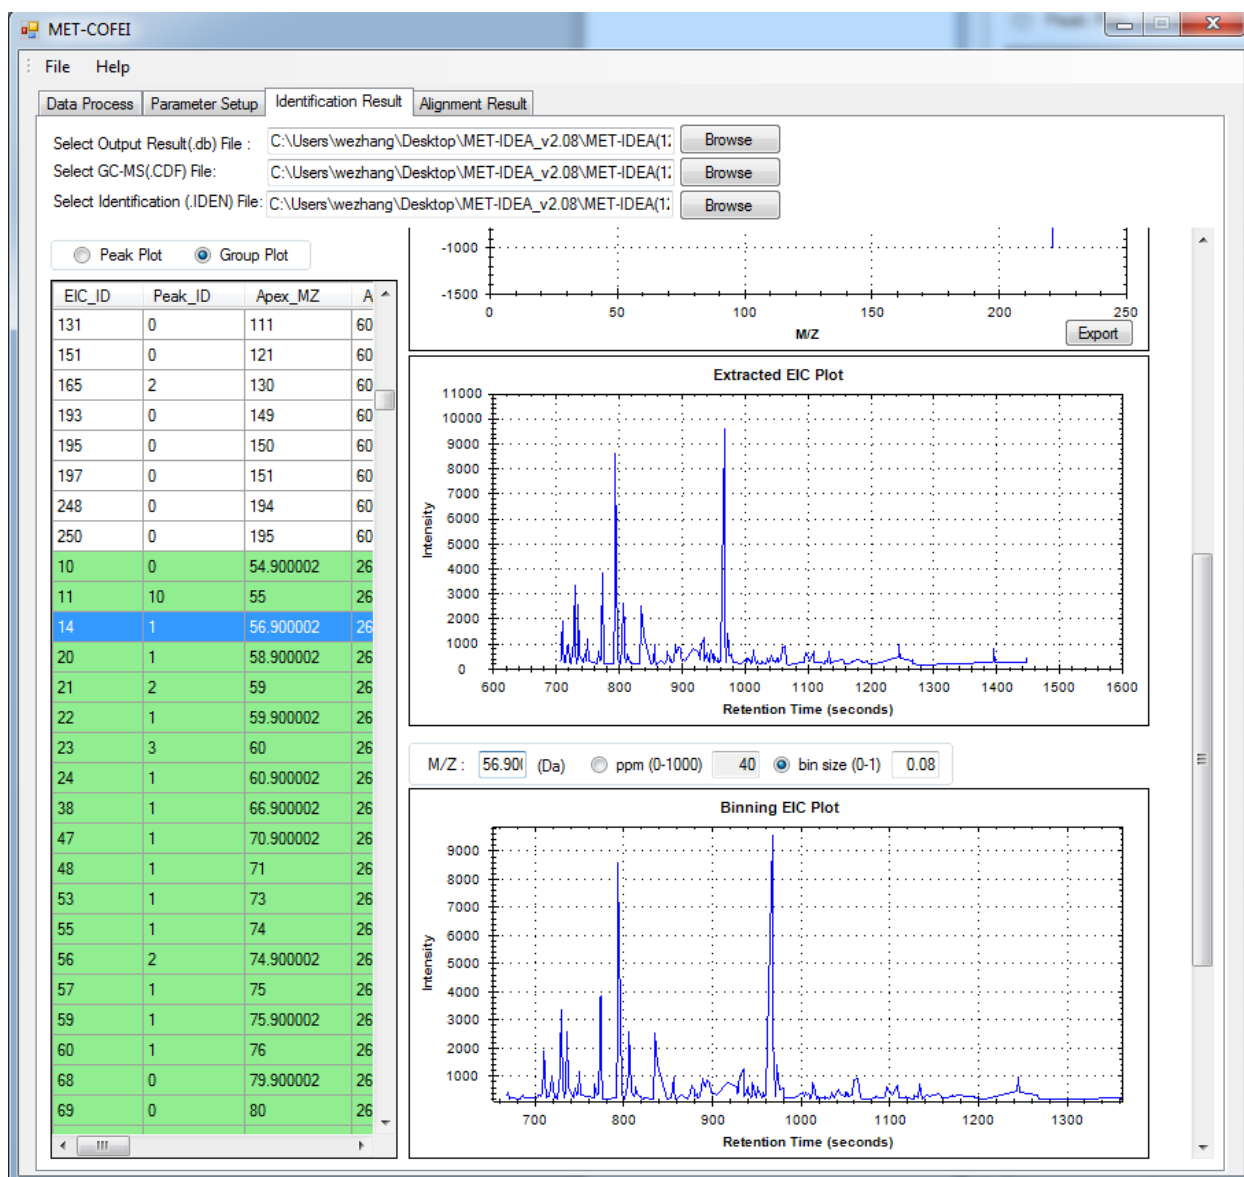 MET-COFEI
File Help
Data Process Parameter Setup Identification Result Alignment Result
Select Output Result(.db) File : C:\Users\wezhang\Desktop\MET-IDEA_v2.08\MET-IDEA(1: Browse
Select GC-MS(.CDF) File: C:\Users\wezhang\Desktop\MET-IDEA_v2.08\MET-IDEA(1: Browse
Select Identification (.IDEN) File: C:\Users\wezhang\Desktop\MET-IDEA_v2.08\MET-IDEA(1: Browse
Peak Plot Group Plot
EIC_ID Peak_ID Apex_MZ A
131 0 111 60
151 0 121 60
165 2 130 60
193 0 149 60
195 0 150 60
197 0 151 60
248 0 194 60
250 0 195 60
10 0 54.900002 26
11 10 55 26
14 1 56.900002 26
20 1 58.900002 26
21 2 59 26
22 1 59.900002 26
23 3 60 26
24 1 60.900002 26
38 1 66.900002 26
47 1 70.900002 26
48 1 71 26
53 1 73 26
55 1 74 26
56 2 74.900002 26
57 1 75 26
59 1 75.900002 26
60 1 76 26
68 0 79.900002 26
69 0 80 26
-1000
-1500
0 50 100 150 200 250
M/Z
Export
Extracted EIC Plot
11000
10000
9000
8000
7000
6000
5000
4000
3000
2000
1000
0
Intensity
600 700 800 900 1000 1100 1200 1300 1400 1500 1600
Retention Time (seconds)
M/Z : 56.90 (Da) ppm (0-1000) 40 bin size (0-1) 0.08
Binning EIC Plot
9000
8000
7000
6000
5000
4000
3000
2000
1000
Intensity
700 800 900 1000 1100 1200 1300
Retention Time (seconds)